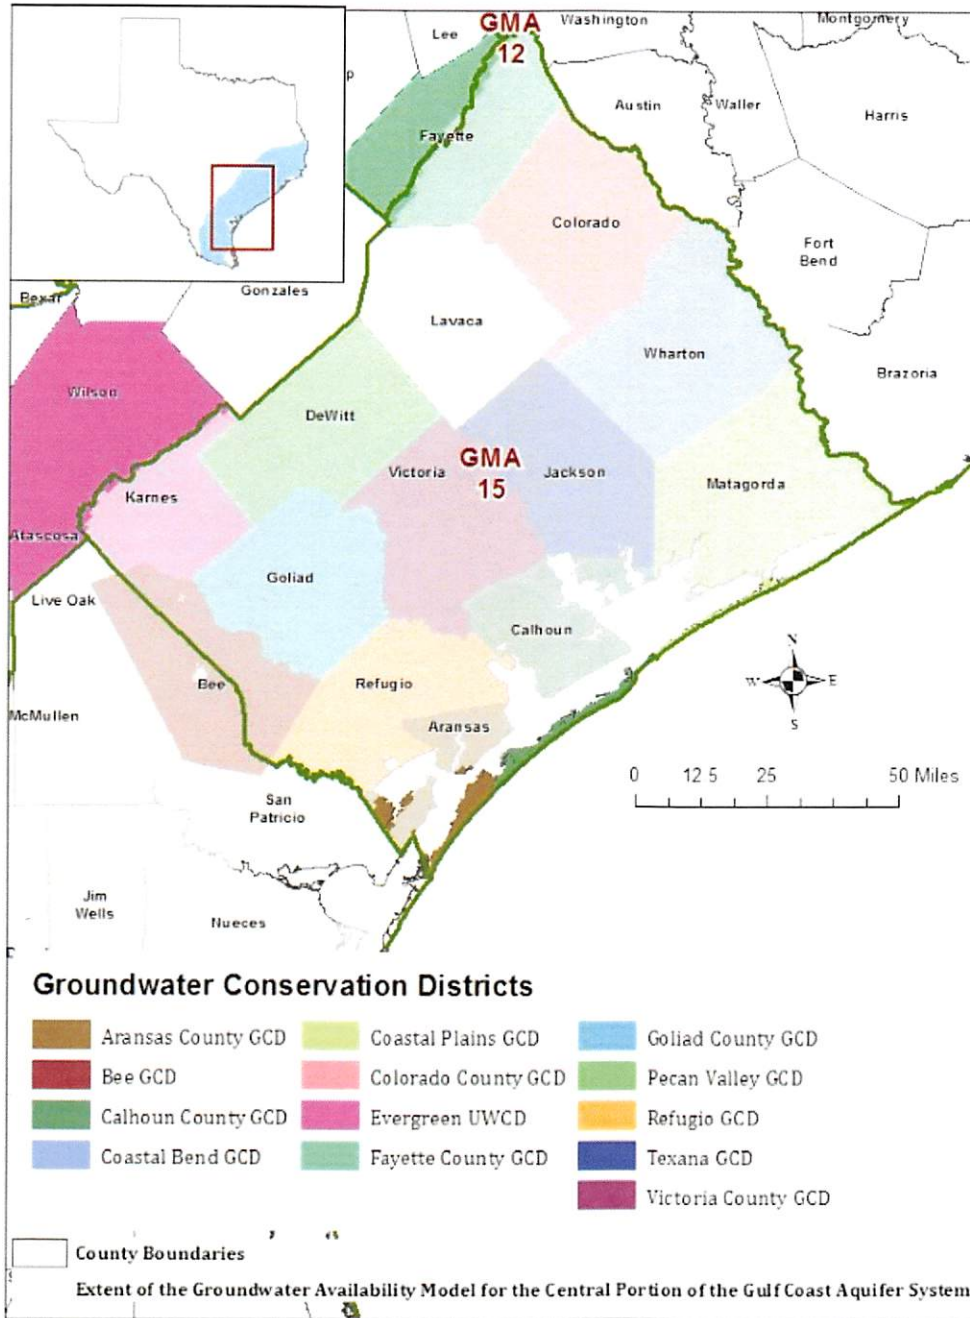 GMA
12
Lee
Washington
Montgomery
p
Fayette
Austin
Waller
Harris
Colorado
Fort
Bend
Bexar
Gonzales
Lavaca
Wharton
Brazoria
Wilson
DeWitt
GMA
15
Victoria
Jackson
Matagorda
Karnes
Atascosa
Goliad
Live Oak
Calhoun
Bee
Refugio
McMullen
Aransas
N
W
E
S
0 12 5 25 50 Miles
San
Patricio
Jim
Wells
Nueces
Groundwater Conservation Districts
Aransas County GCD
Bee GCD
Calhoun County GCD
Coastal Bend GCD
Coastal Plains GCD
Colorado County GCD
Evergreen UWCD
Fayette County GCD
Goliad County GCD
Pecan Valley GCD
Refugio GCD
Texana GCD
Victoria County GCD
County Boundaries
Extent of the Groundwater Availability Model for the Central Portion of the Gulf Coast Aquifer System